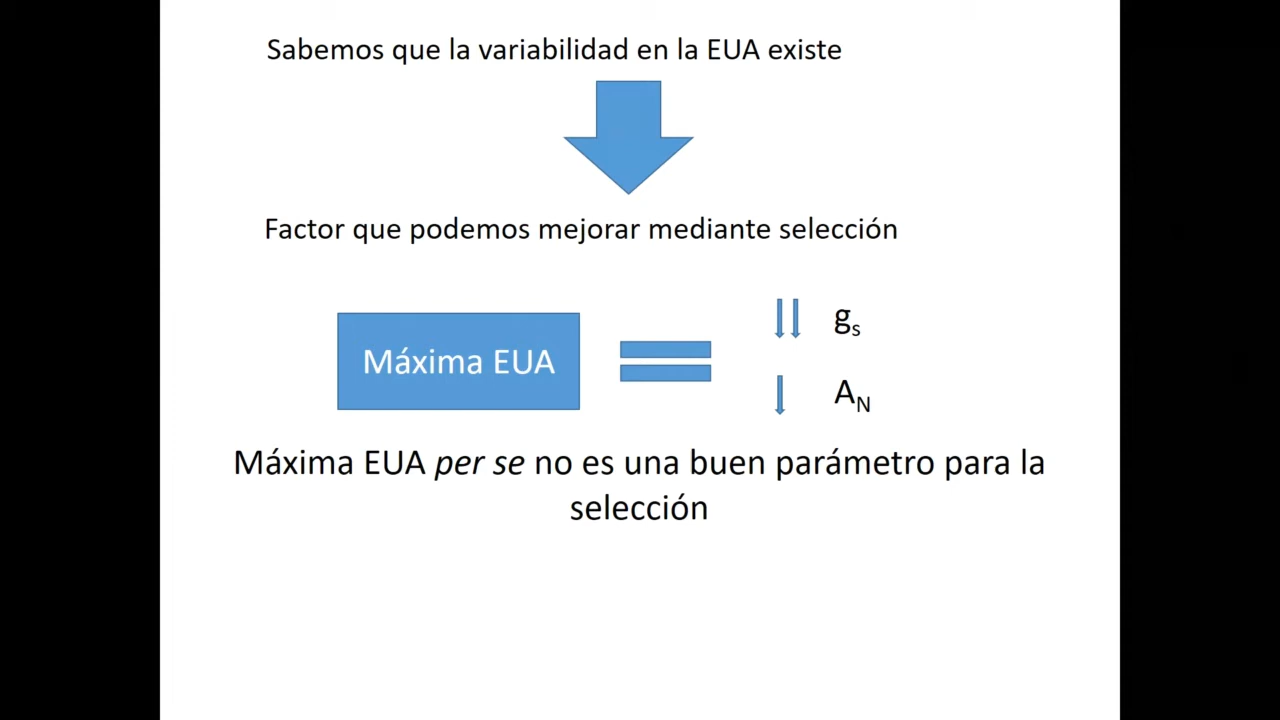 Sabemos que la variabilidad en la EUA existe
Factor que podemos mejorar mediante selección
Máxima EUA
gs
AN
Máxima EUA per se no es una buen parámetro para la
selección